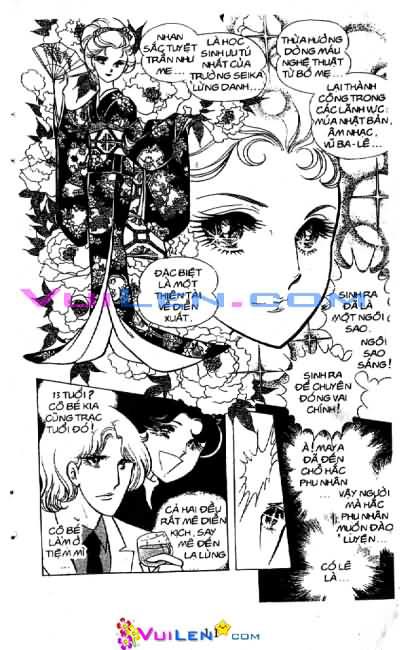 NHAN
SẮC TUYỆT
TRẦN NHƯ
MẸ...
LÀ HỌC
SINH ƯU TÚ
NHẤT CỦA
TRƯỜNG SEIKA
LỪNG DANH...
THỪA HƯỞNG
DÒNG MÁU
NGHỆ THUẬT
TỪ BỐ MẸ...
LẠI THÀNH
CÔNG TRONG
CÁC LÃNH VỰC
MÚA NHẬT BẢN,
ÂM NHẠC,
VŨ BA-LÊ...
ĐẶC BIỆT
LÀ MỘT
THIÊN TÀI
VỀ DIỄN
XUẤT.
SINH RA
ĐÃ LÀ
MỘT NGÔI
SAO.
NGÔI
SAO
SÁNG!
SINH RA
ĐỂ CHUYÊN
ĐÓNG VAI
CHÍNH!
VUILEN.COM
13 TUỔI?
CÔ BÉ KIA
CŨNG TRẠC
TUỔI ĐÓ!
CÔ BÉ
LÀM Ở
TIỆM MÌ...
CẢ HAI ĐỀU
RẤT MÊ DIỄN
KỊCH, SAY
MÊ ĐẾN
LẠ LÙNG
À! MAYA
ĐÃ ĐẾN
CHỖ HẮC
PHU NHÂN
... VẬY NGƯỜI
MÀ HẮC
PHU NHÂN
MUỐN ĐÀO
LUYỆN...
CÓ LẼ
LÀ...
VUILEN.COM